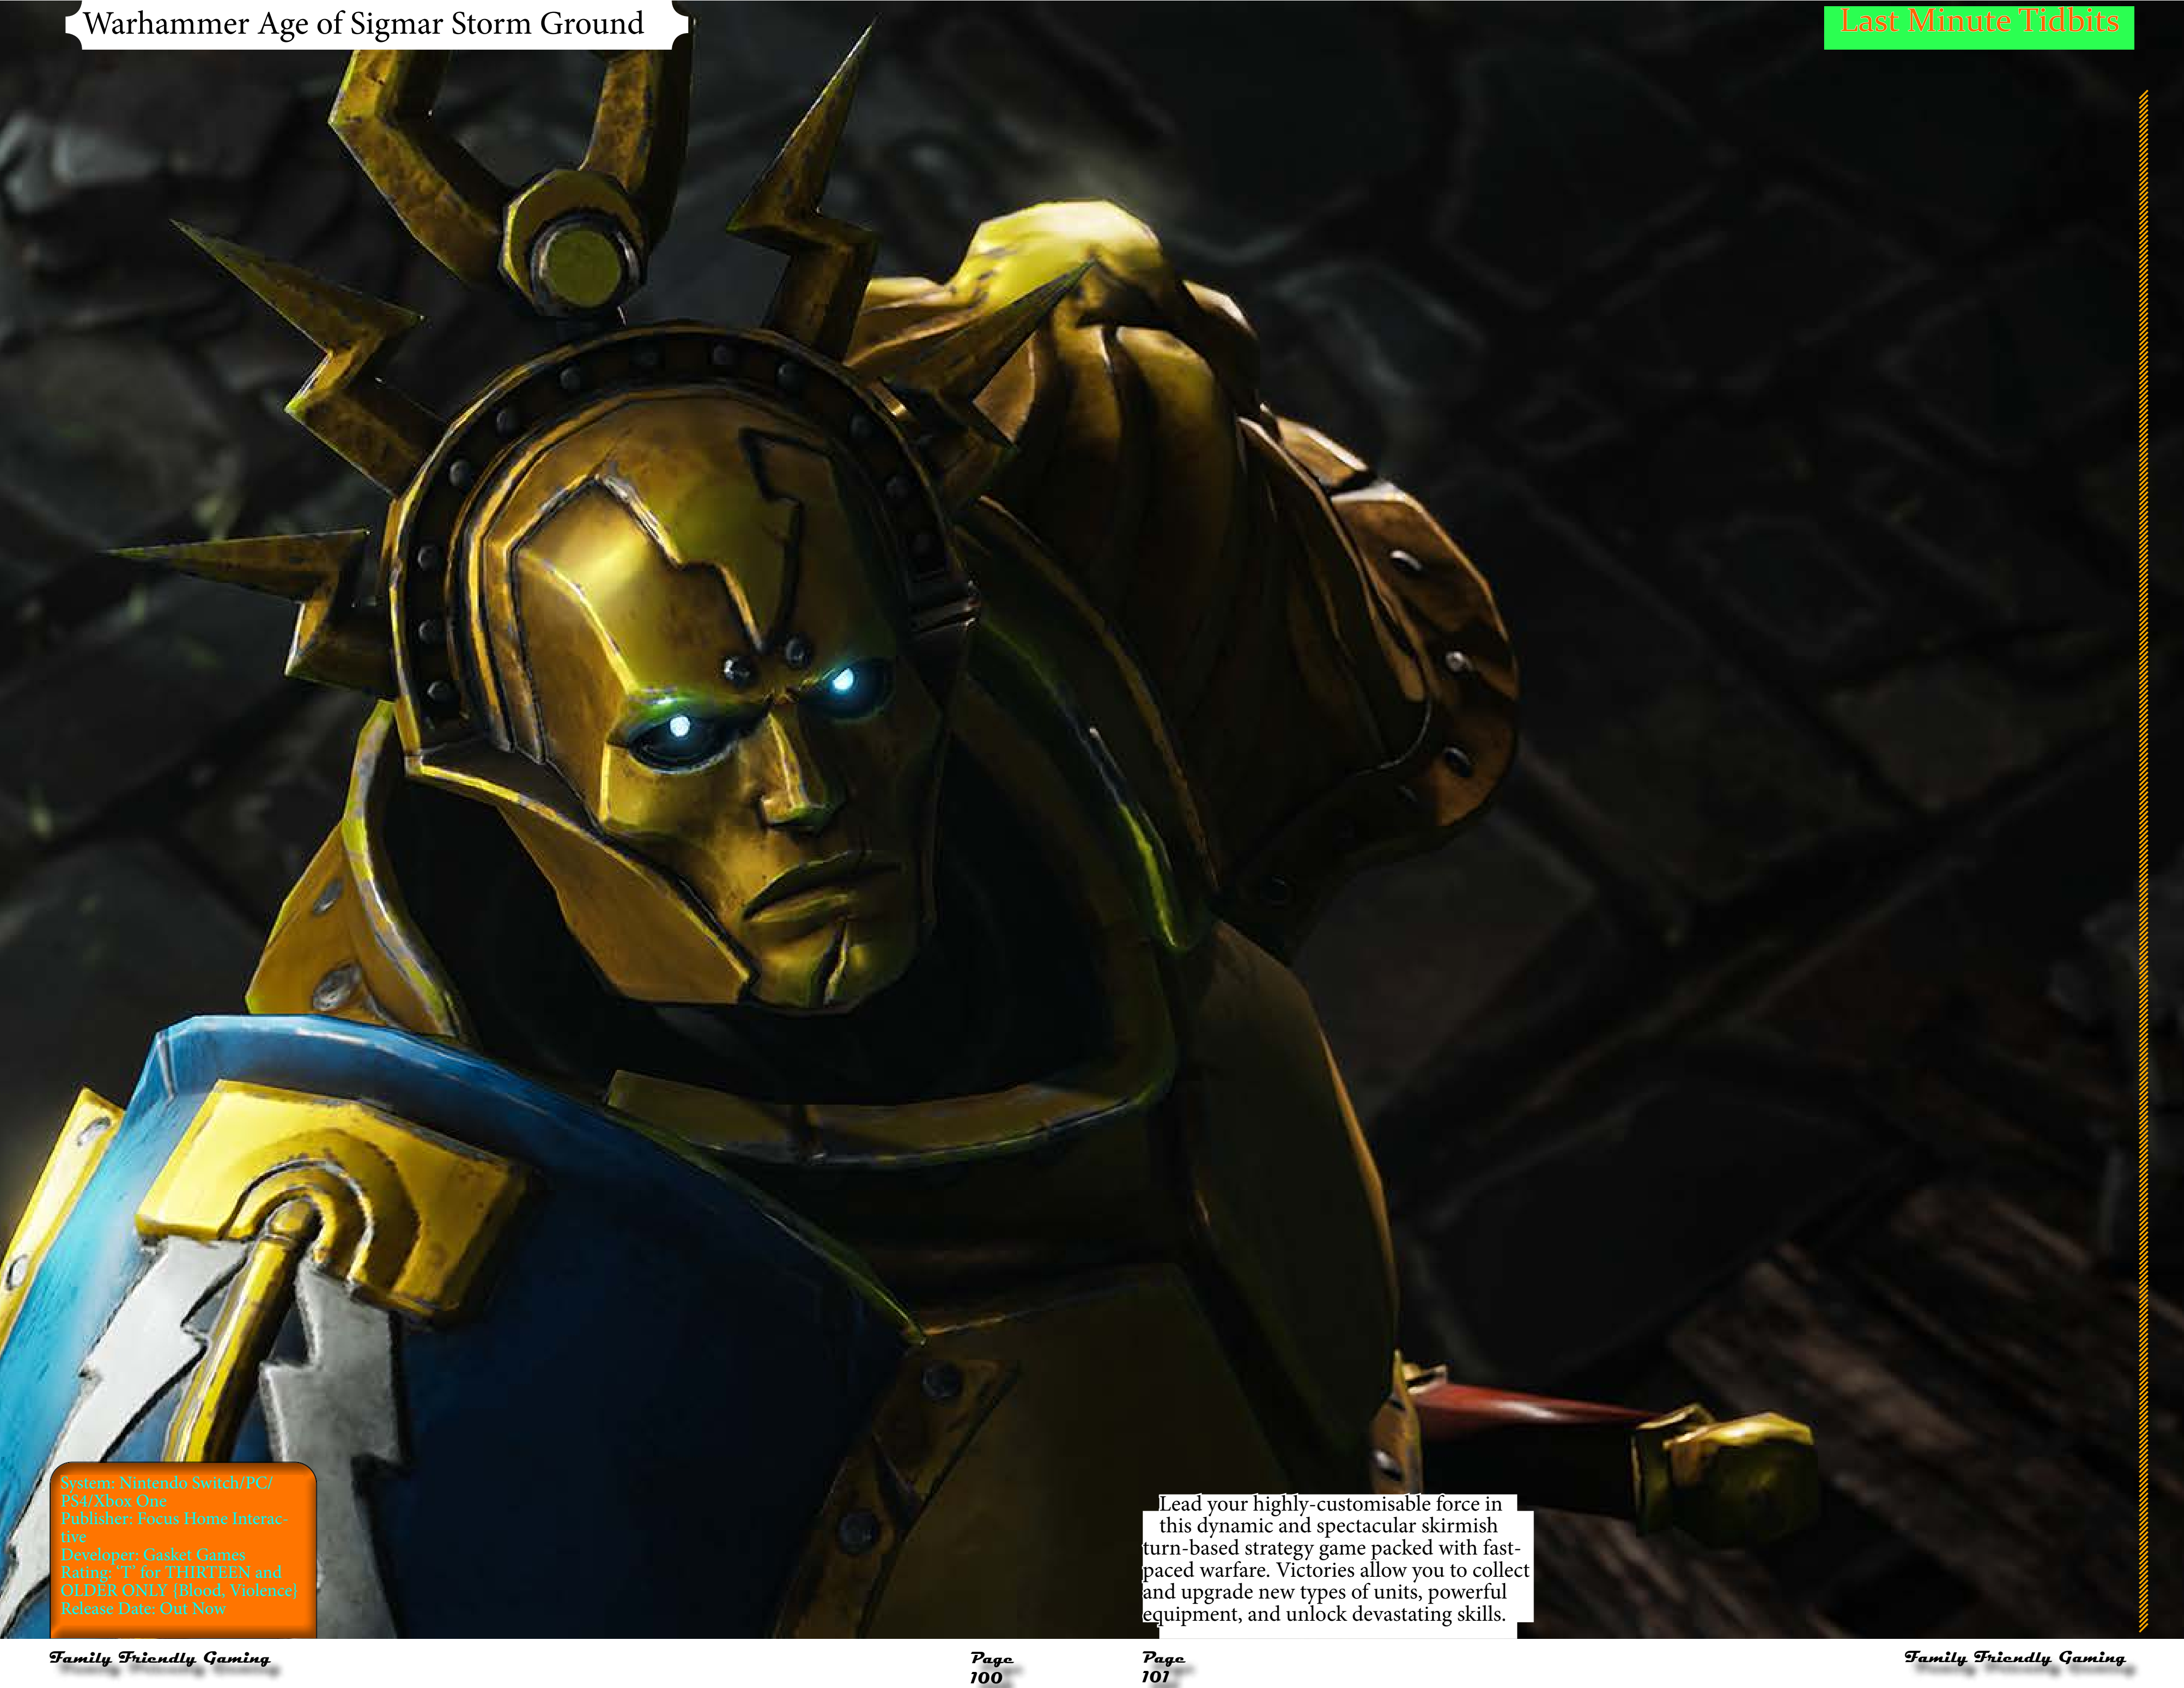 Warhammer Age of Sigmar Storm Ground
Last Minute Tidbits
System: Nintendo Switch/PC/
PS4/Xbox One
Publisher: Focus Home Interac-
tive
Developer: Gasket Games
Rating: 'T' for THIRTEEN and
OLDER ONLY {Blood, Violence}
Release Date: Out Now
Lead your highly-customisable force in
this dynamic and spectacular skirmish
turn-based strategy game packed with fast-
paced warfare. Victories allow you to collect
and upgrade new types of units, powerful
equipment, and unlock devastating skills.
Family Friendly Gaming
Page
100
Page
101
Family Friendly Gaming